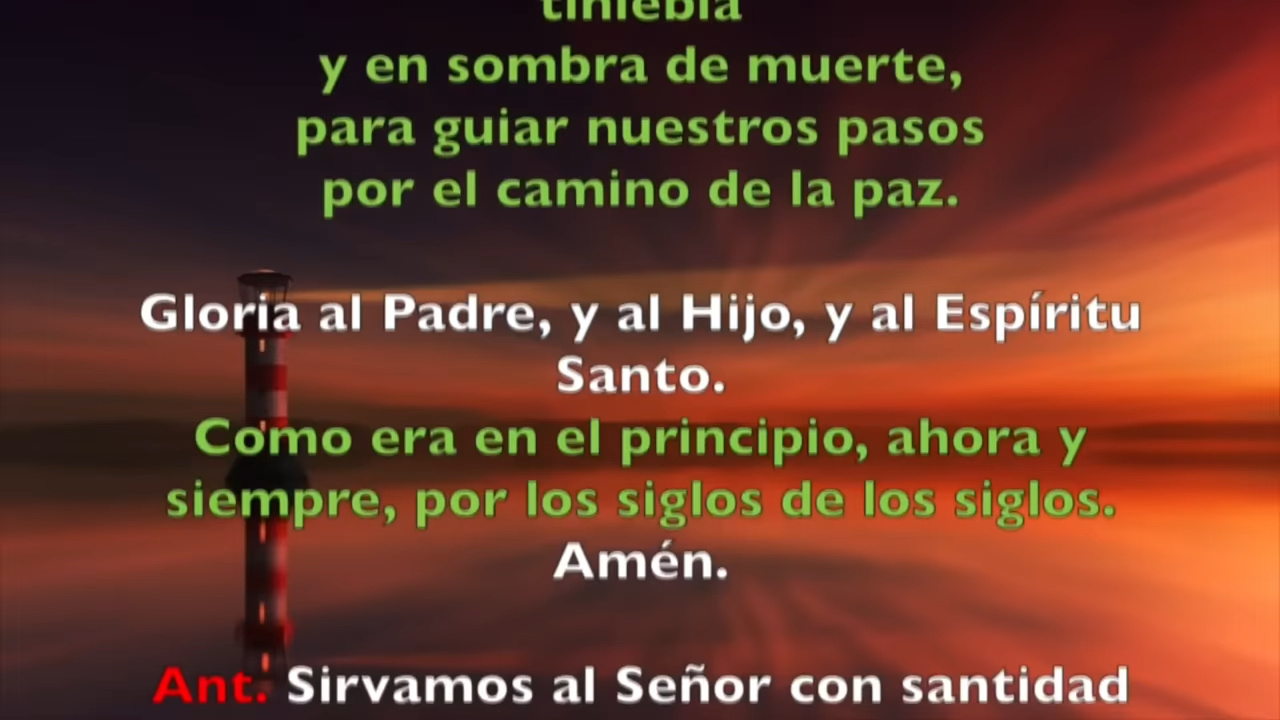 tiniebla
y en sombra de muerte,
para guiar nuestros pasos
por el camino de la paz.
Gloria al Padre, y al Hijo, y al Espíritu
Santo.
Como era en el principio, ahora y
siempre, por los siglos de los siglos.
Amén.
Ant. Sirvamos al Señor con santidad